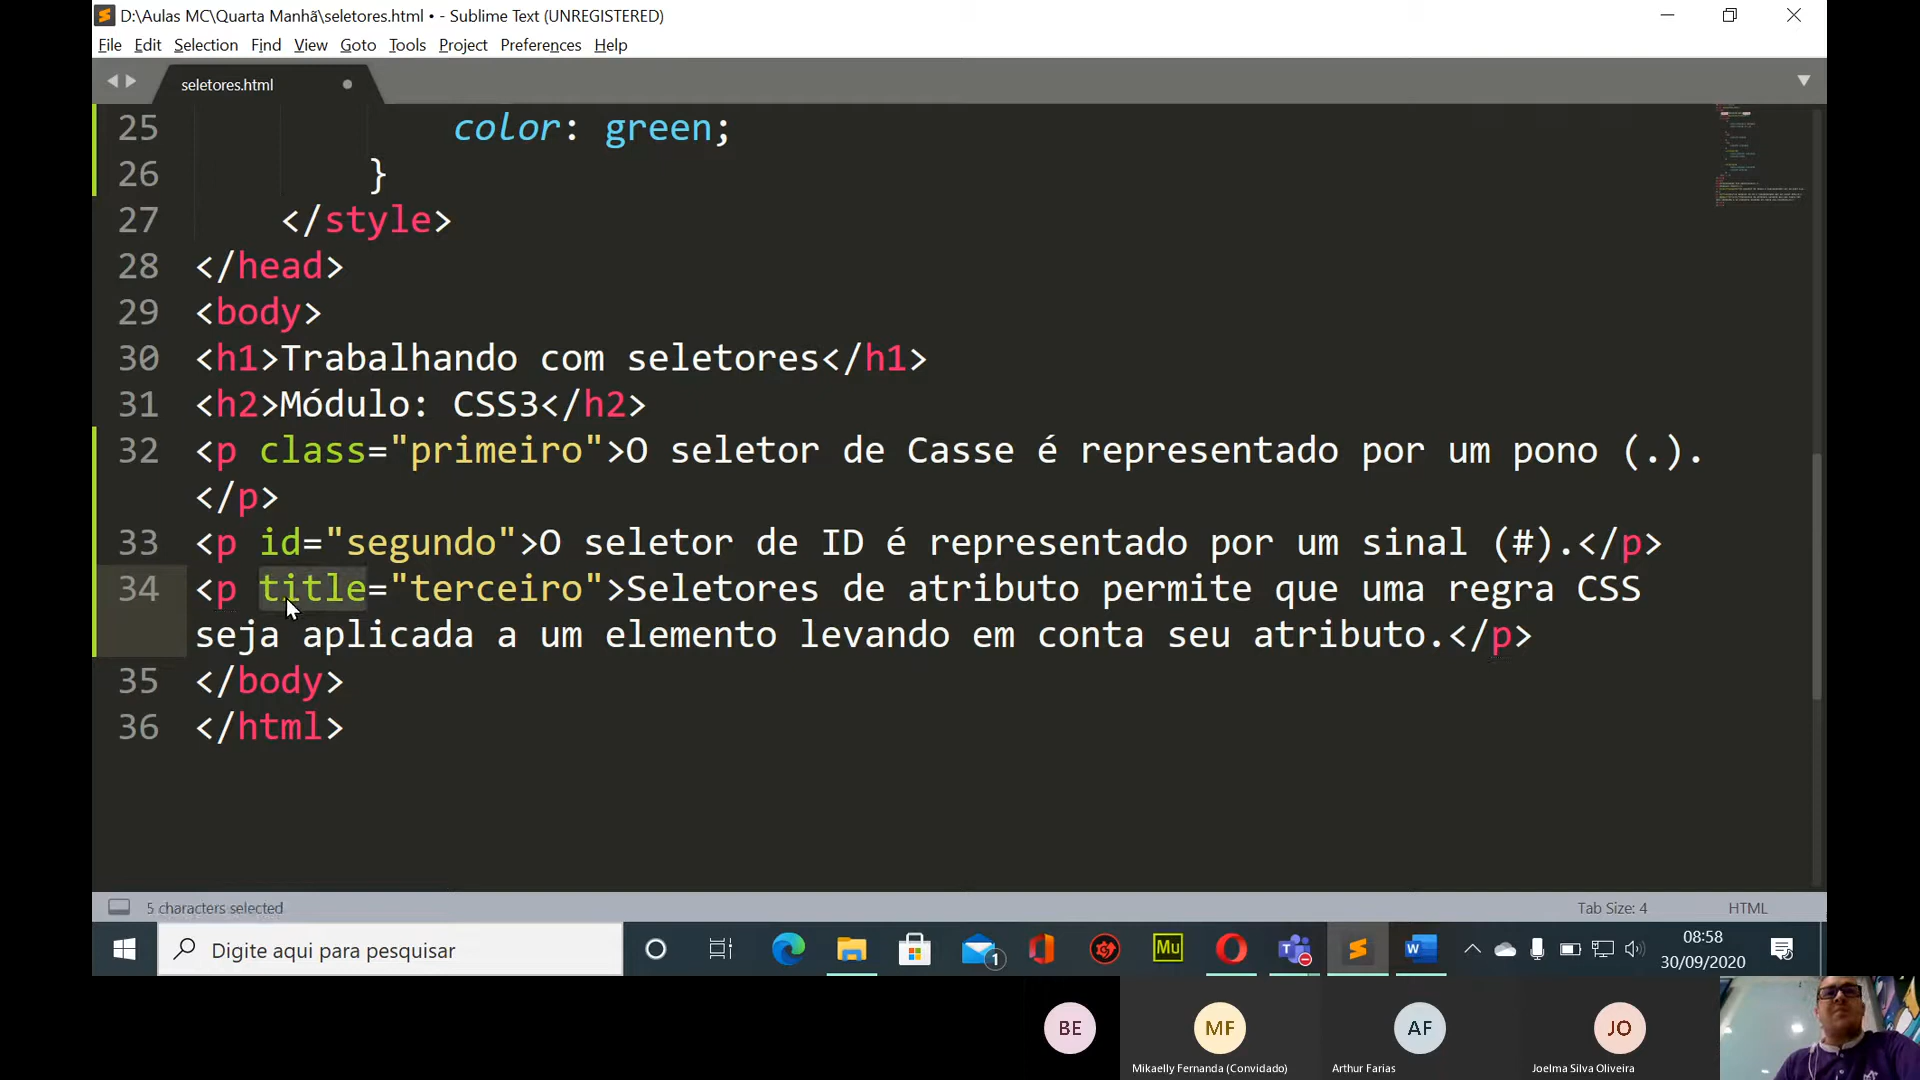 D:\Aulas MC\Quarta Manhã\seletores.html • - Sublime Text (UNREGISTERED)
File Edit Selection Find View Goto Tools Project Preferences Help
seletores.html
25 color: green;
26 }
27 </style>
28 </head>
29 <body>
30 <h1>Trabalhando com seletores</h1>
31 <h2>Módulo: CSS3</h2>
32 <p class="primeiro">O seletor de Casse é representado por um pono (.).
</p>
33 <p id="segundo">O seletor de ID é representado por um sinal (#).</p>
34 <p title="terceiro">Seletores de atributo permite que uma regra CSS
seja aplicada a um elemento levando em conta seu atributo.</p>
35 </body>
36 </html>
5 characters selected Tab Size: 4 HTML
Digite aqui para pesquisar
1
Mu
08:58
30/09/2020
BE MF AF JO
Mikaelly Fernanda (Convidado) Arthur Farias Joelma Silva Oliveira